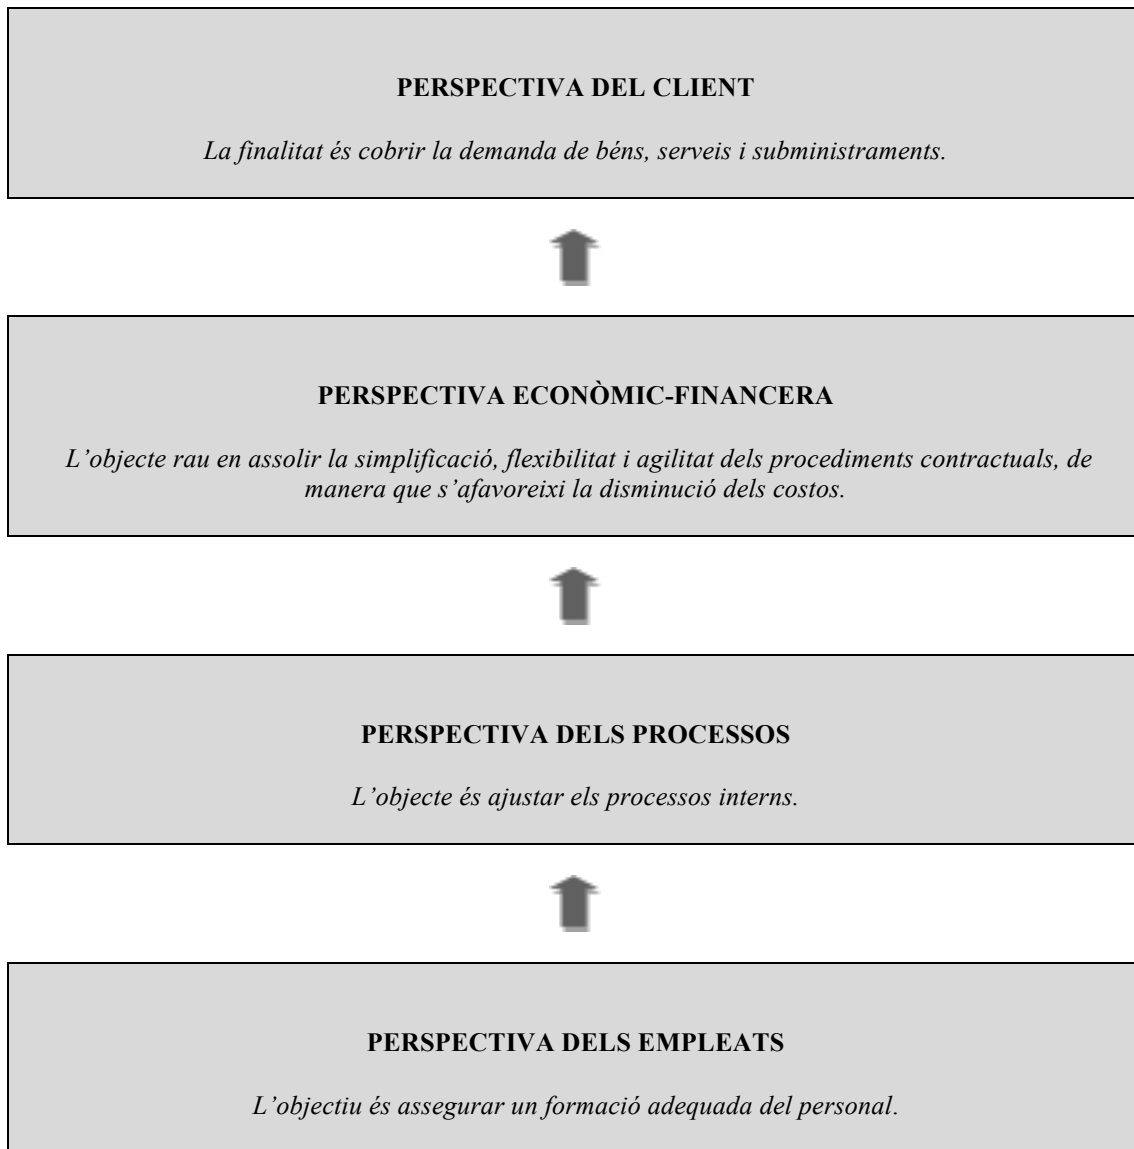 PERSPECTIVA DEL CLIENT
La finalitat és cobrir la demanda de béns, serveis i subministraments.
PERSPECTIVA ECONÒMIC-FINANCERA
L’objecte rau en assolir la simplificació, flexibilitat i agilitat dels procediments contractuals, de
manera que s’afavoreixi la disminució dels costos.
PERSPECTIVA DELS PROCESSOS
L’objecte és ajustar els processos interns.
PERSPECTIVA DELS EMPLEATS
L’objectiu és assegurar un formació adequada del personal.